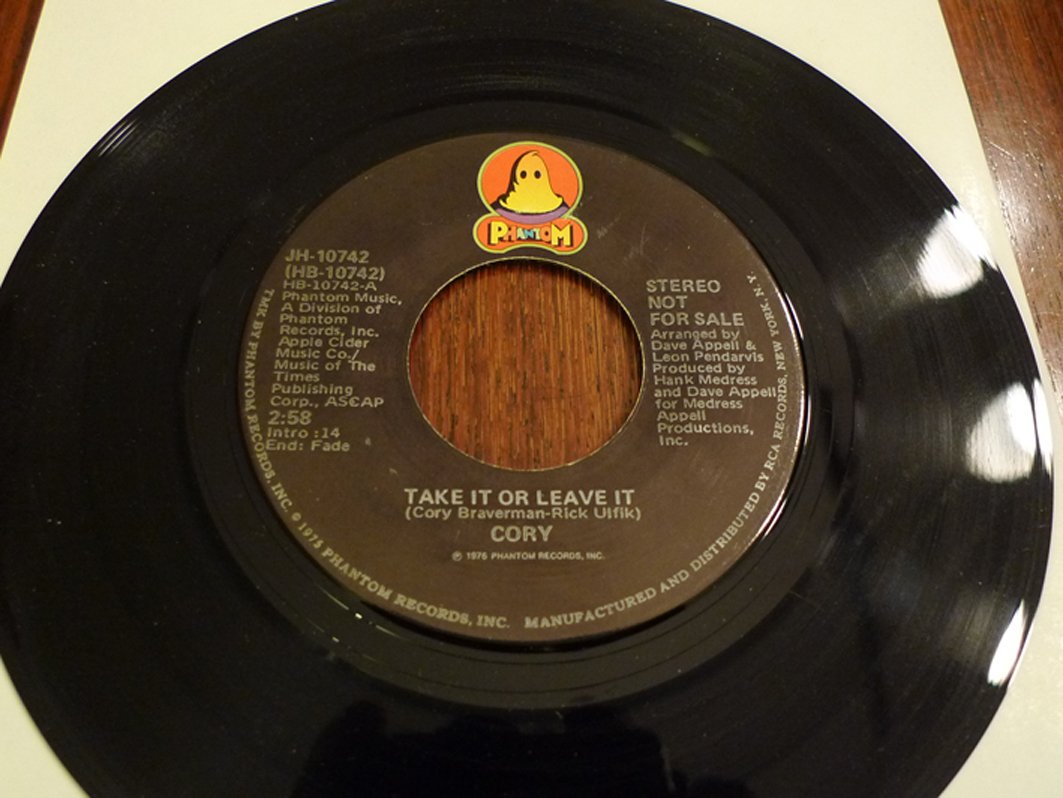 PHANTOM
JH-10742
(HB-10742)
HB-10742-A
Phantom Music,
A Division of
Phantom
Records, Inc.
Apple Cider
Music Co./
Music of The
Times
Publishing
Corp., ASCAP
2:58
Intro :14
End: Fade
STEREO
NOT
FOR SALE
Arranged by
Dave Appell &
Leon Pendarvis
Produced by
Hank Medress
and Dave Appell
for Medress
Appell
Productions,
Inc.
TAKE IT OR LEAVE IT
(Cory Braverman-Rick Ulfik)
CORY
℗ 1976 PHANTOM RECORDS, INC.
TMK BY PHANTOM RECORDS, INC. © 1975 PHANTOM RECORDS, INC. MANUFACTURED AND DISTRIBUTED BY RCA RECORDS, NEW YORK, N.Y.